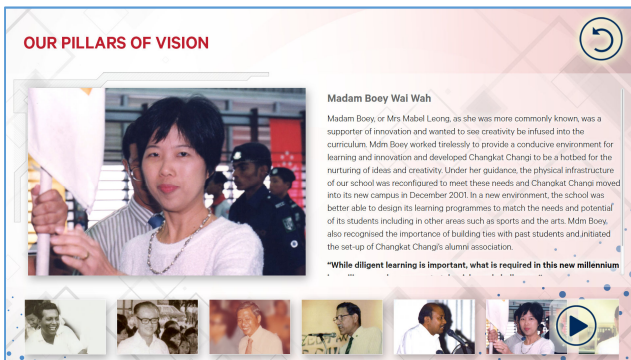 OUR PILLARS OF VISION
Madam Boey Wai Wah
Madam Boey, or Mrs Mabel Leong, as she was more commonly known, was a
supporter of innovation and wanted to see creativity be infused into the
curriculum. Mdm Boey worked tirelessly to provide a conducive environment for
learning and innovation and developed Changkat Changi to be a hotbed for the
nurturing of ideas and creativity. Under her guidance, the physical infrastructure
of our school was reconfigured to meet these needs and Changkat Changi moved
into its new campus in December 2001. In a new environment, the school was
better able to design its learning programmes to match the needs and potential
of its students including in other areas such as sports and the arts. Mdm Boey,
also recognised the importance of building ties with past students and initiated
the set-up of Changkat Changi's alumni association.
"While diligent learning is important, what is required in this new millennium